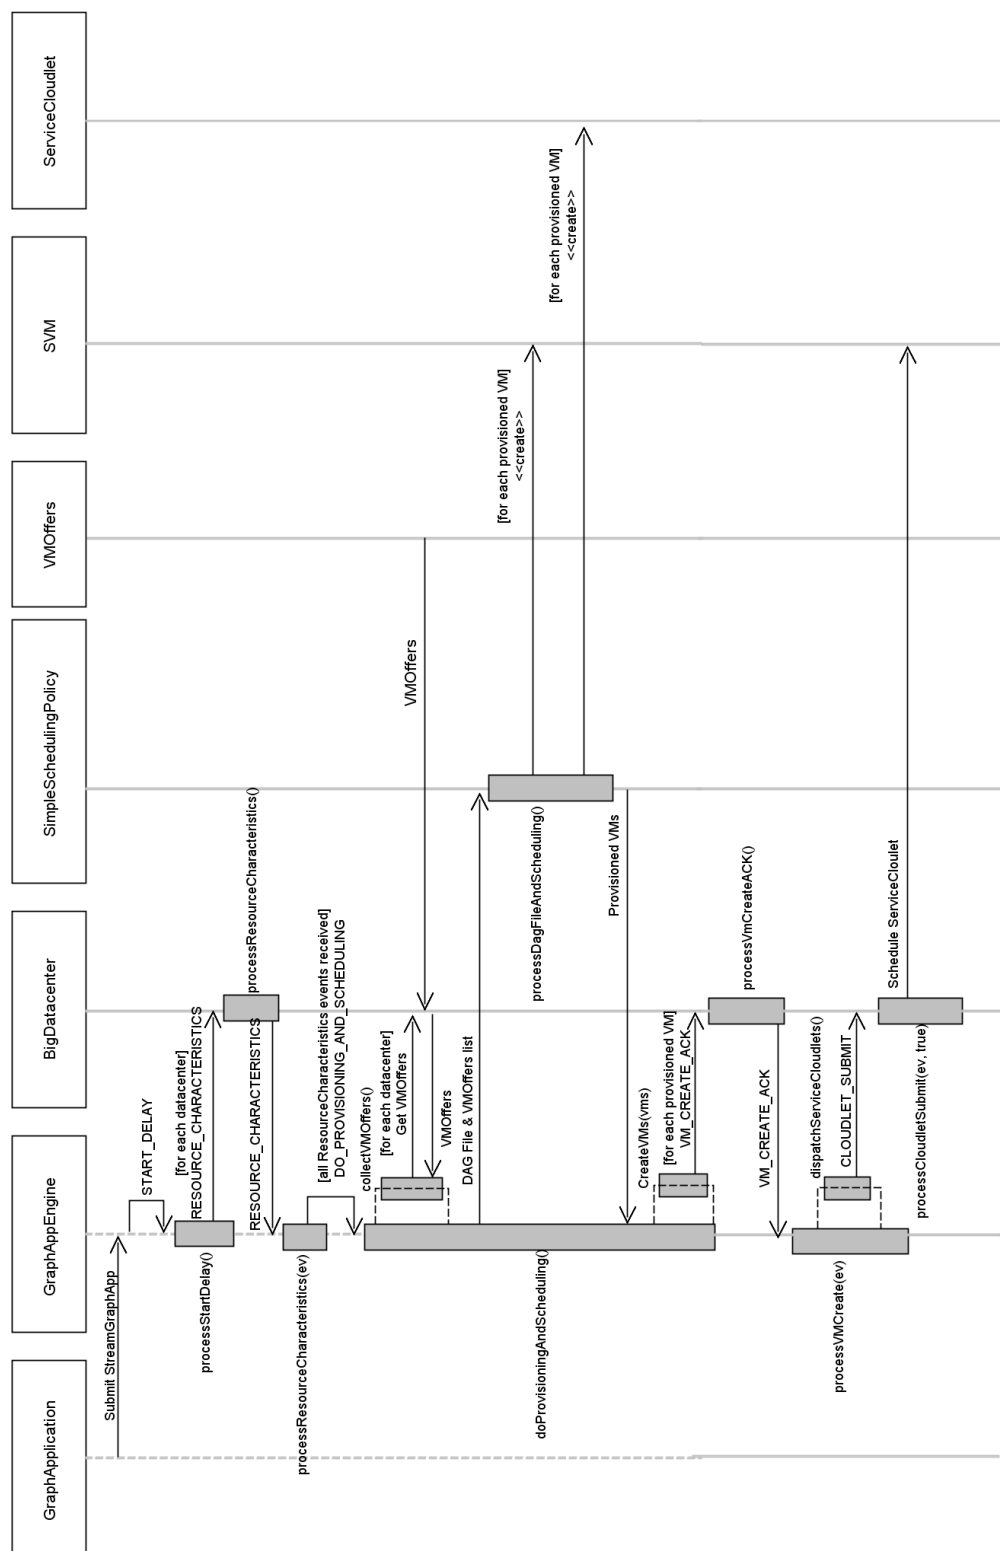 GraphApplication
GraphAppEngine
BigDatacenter
SimpleSchedulingPolicy
VMOffers
SVM
ServiceCloudlet
Submit StreamGraphApp
START_DELAY
[for each datacenter]
RESOURCE_CHARACTERISTICS
processStartDelay()
processResourceCharacteristics()
RESOURCE_CHARACTERISTICS
processResourceCharacteristics(ev)
[all ResourceCharacteristics events received]
DO_PROVISIONING_AND_SCHEDULING
collectVMOffers()
[for each datacenter]
Get VMOffers
VMOffers
VMOffers
DAG File & VMOffers list
[for each provisioned VM]
<<create>>
processDagFileAndScheduling()
doProvisioningAndScheduling()
[for each provisioned VM]
<<create>>
Provisioned VMs
CreateVMs(vms)
[for each provisioned VM]
VM_CREATE_ACK
processVmCreateACK()
VM_CREATE_ACK
dispatchServiceCloudlets()
CLOUDLET_SUBMIT
processVMCreate(ev)
Schedule ServiceCloulet
processCloudletSubmit(ev, true)